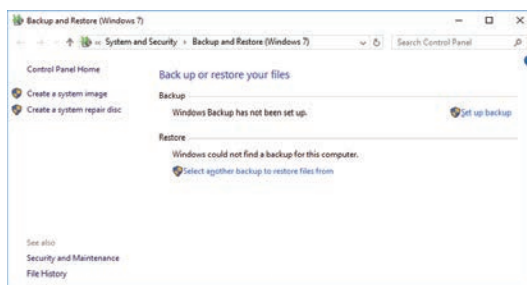 Backup and Restore (Windows 7)
System and Security › Backup and Restore (Windows 7)
Search Control Panel
Control Panel Home
Create a system image
Create a system repair disc
Back up or restore your files
Backup
Windows Backup has not been set up.
Set up backup
Restore
Windows could not find a backup for this computer.
Select another backup to restore files from
See also
Security and Maintenance
File History